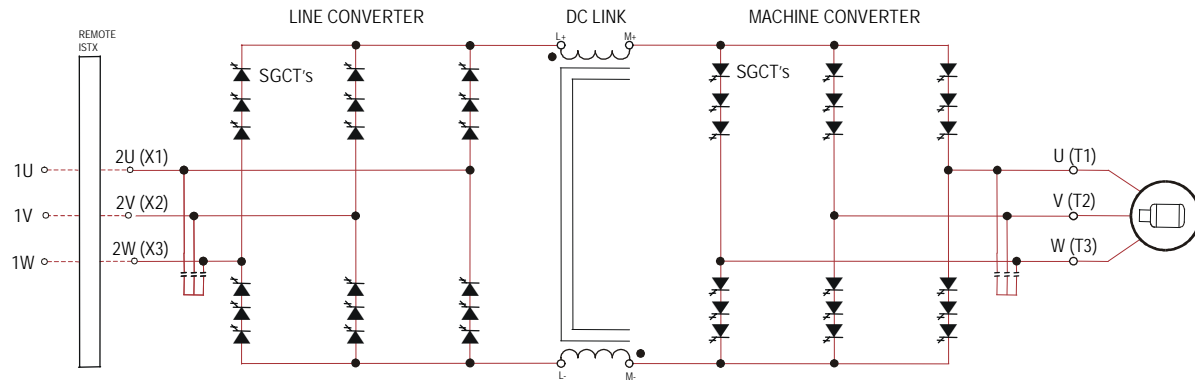 LINE CONVERTER
DC LINK
MACHINE CONVERTER
REMOTE
ISTX
L+
M+
SGCT's
SGCT's
1U
2U (X1)
U (T1)
1V
2V (X2)
V (T2)
1W
2W (X3)
W (T3)
L-
M-